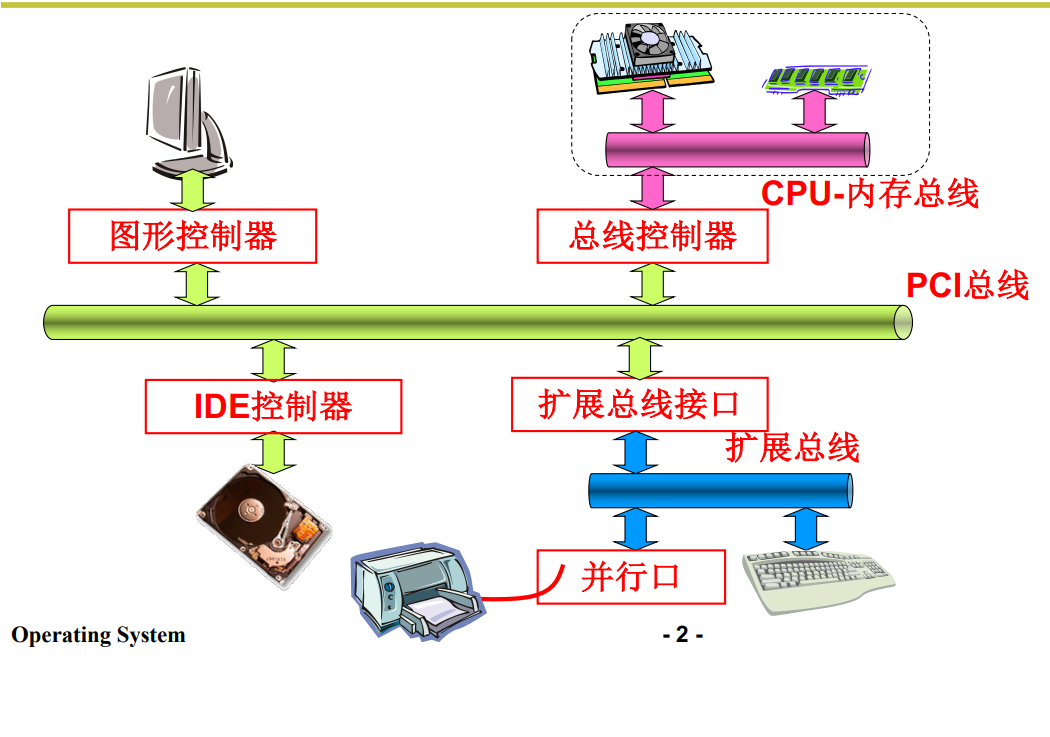 CPU-内存总线
图形控制器
总线控制器
PCI总线
IDE控制器
扩展总线接口
扩展总线
并行口
Operating System
- 2 -